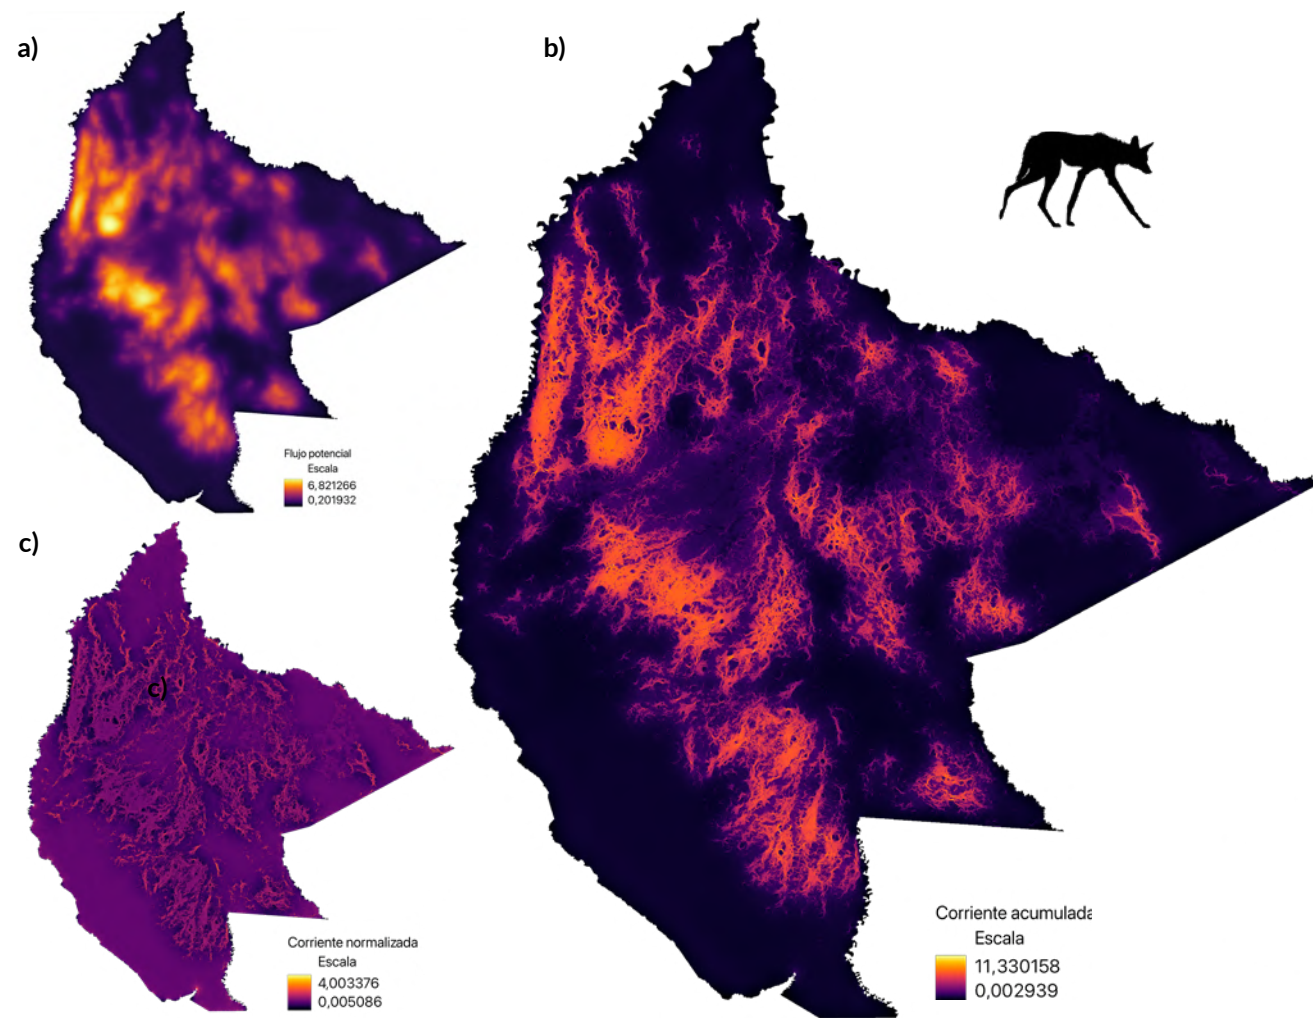 a)
b)
Flujo potencial
Escala
6,821266
0,201932
c)
c)
Corriente normalizada
Escala
4,003376
0,005086
Corriente acumulada
Escala
11,330158
0,002939